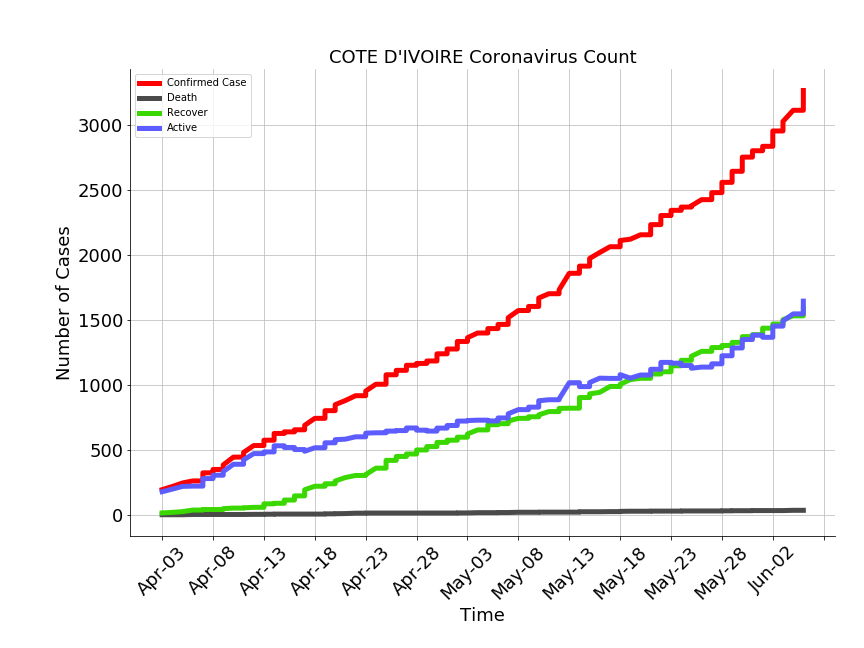 COTE D'IVOIRE Coronavirus Count
Confirmed Case
Death
Recover
Active
Number of Cases
3000
2500
2000
1500
1000
500
0
Apr-03
Apr-08
Apr-13
Apr-18
Apr-23
Apr-28
May-03
May-08
May-13
May-18
May-23
May-28
Jun-02
Time